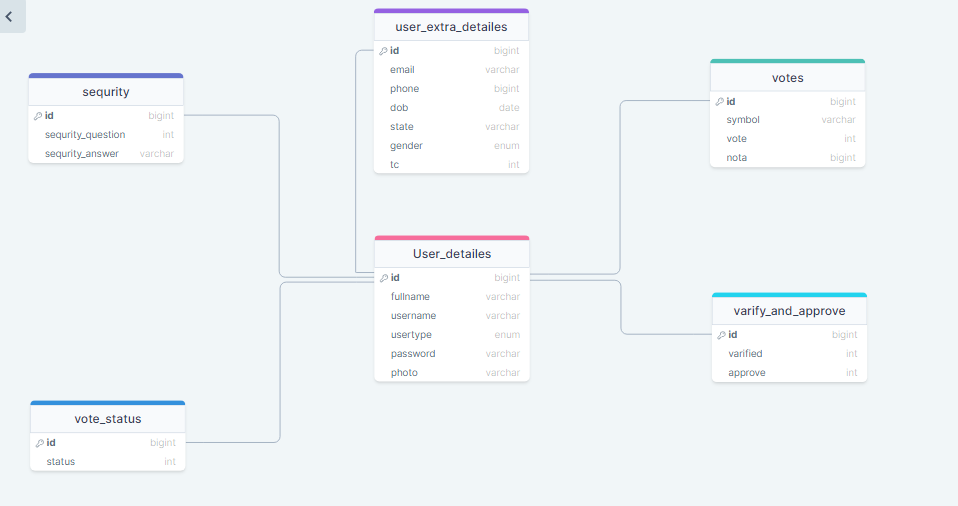 user_extra_detailes
id bigint
email varchar
phone bigint
dob date
state varchar
gender enum
tc int
sequrity
id bigint
sequrity_question int
sequrity_answer varchar
votes
id bigint
symbol varchar
vote int
nota bigint
User_detailes
id bigint
fullname varchar
username varchar
usertype enum
password varchar
photo varchar
varify_and_approve
id bigint
varified int
approve int
vote_status
id bigint
status int